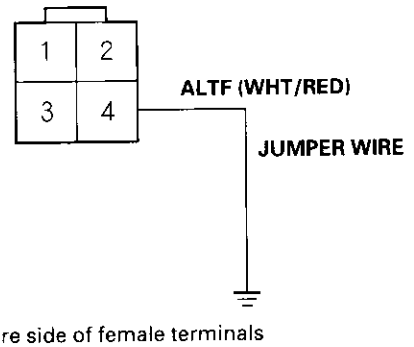 1 2
ALTF (WHT/RED)
3 4
JUMPER WIRE
re side of female terminals